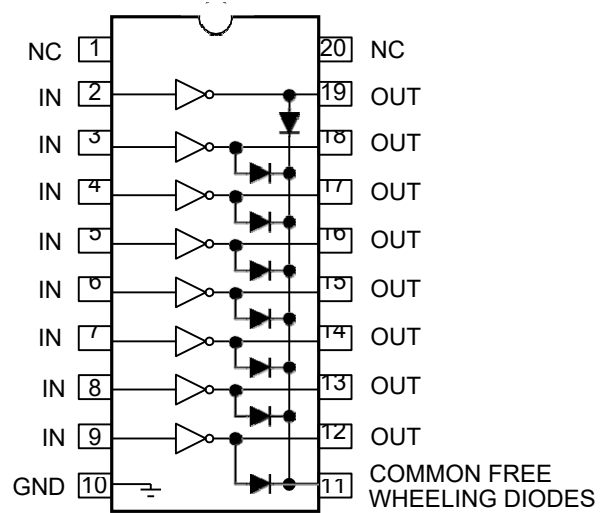 NC 1 20 NC
IN 2 19 OUT
IN 3 18 OUT
IN 4 17 OUT
IN 5 16 OUT
IN 6 15 OUT
IN 7 14 OUT
IN 8 13 OUT
IN 9 12 OUT
GND 10 11 COMMON FREE
WHEELING DIODES